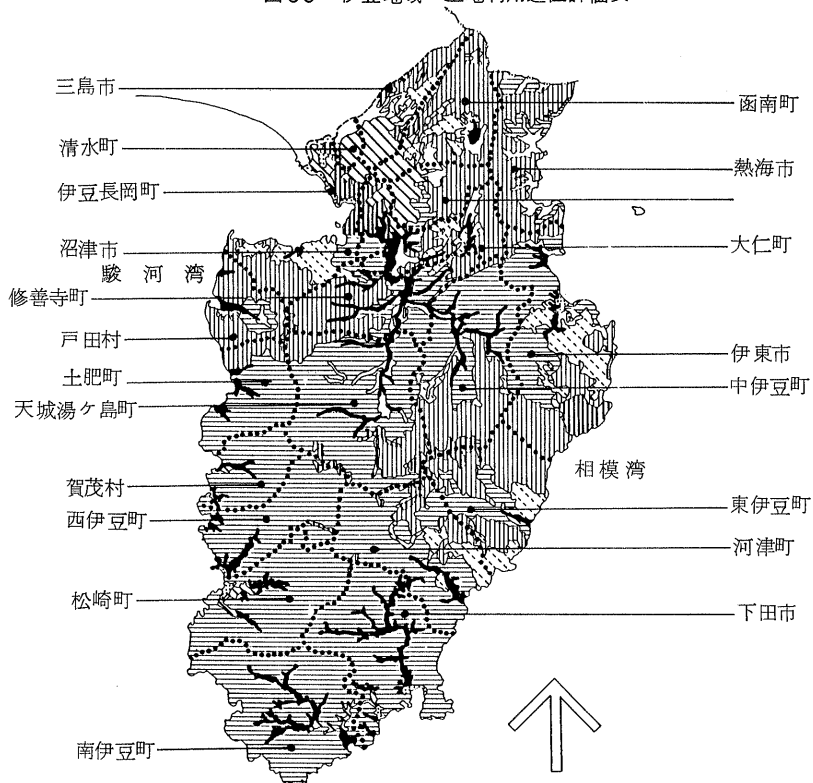 三島市
清水町
伊豆長岡町
沼津市
駿河湾
修善寺町
戸田村
土肥町
天城湯ケ島町
賀茂村
西伊豆町
松崎町
南伊豆町
函南町
熱海市
大仁町
伊東市
中伊豆町
相模湾
東伊豆町
河津町
下田市